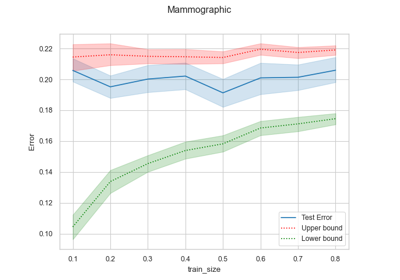 Mammographic
0.22
0.20
0.18
0.16
0.14
0.12
0.10
Error
0.1 0.2 0.3 0.4 0.5 0.6 0.7 0.8
train_size
Test Error
Upper bound
Lower bound